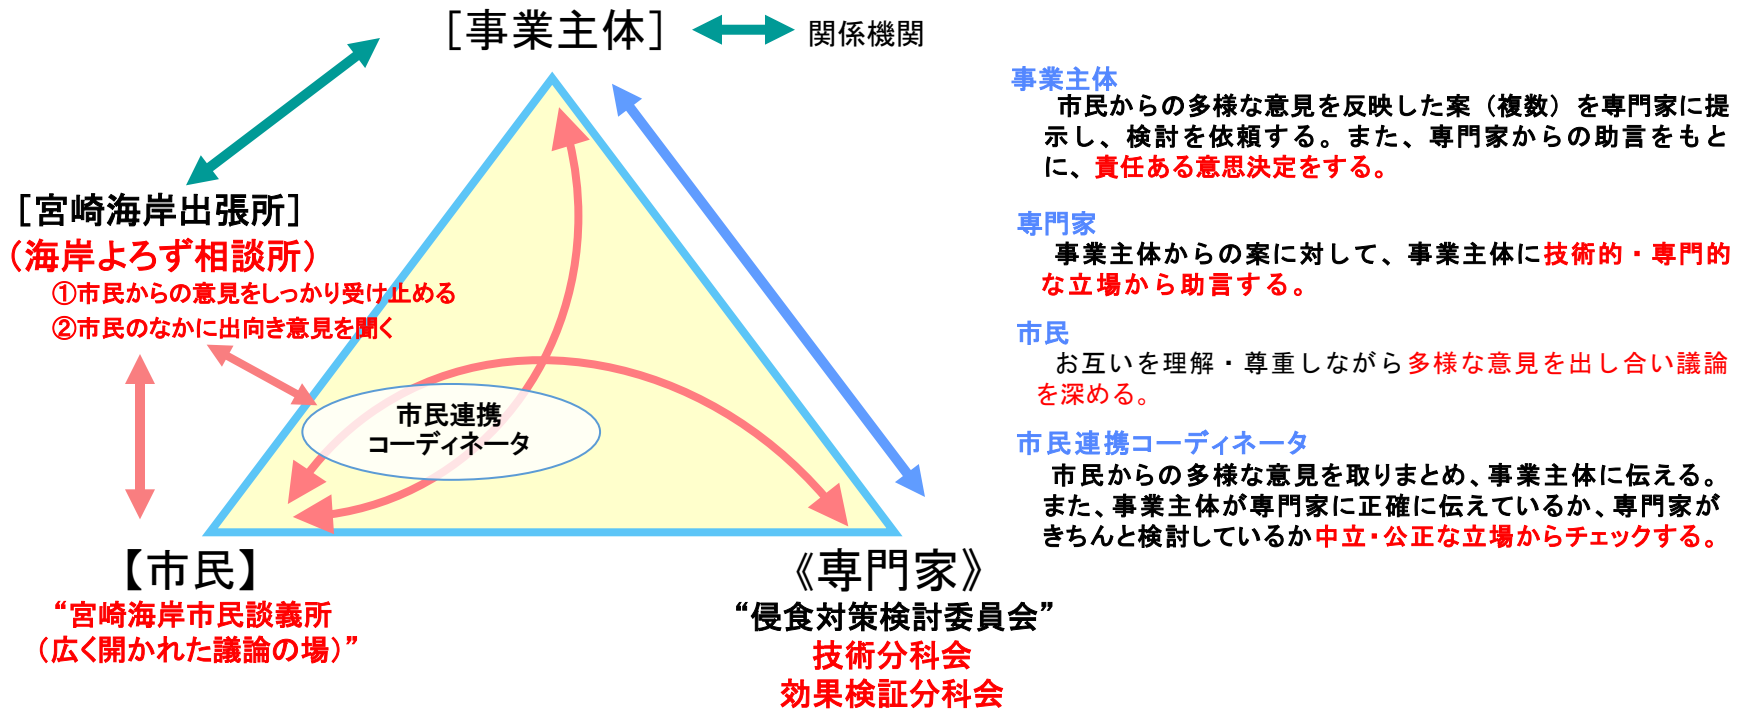 ［事業主体］
関係機関
［宮崎海岸出張所］
（海岸よろず相談所）
①市民からの意見をしっかり受け止める
②市民のなかに出向き意見を聞く
市民連携
コーディネータ
【市民】
“宮崎海岸市民談義所
（広く開かれた議論の場）”
《専門家》
“侵食対策検討委員会”
技術分科会
効果検証分科会
事業主体
市民からの多様な意見を反映した案（複数）を専門家に提
示し、検討を依頼する。また、専門家からの助言をもと
に、責任ある意思決定をする。
専門家
事業主体からの案に対して、事業主体に技術的・専門的
な立場から助言する。
市民
お互いを理解・尊重しながら多様な意見を出し合い議論
を深める。
市民連携コーディネータ
市民からの多様な意見を取りまとめ、事業主体に伝える。
また、事業主体が専門家に正確に伝えているか、専門家が
きちんと検討しているか中立・公正な立場からチェックする。